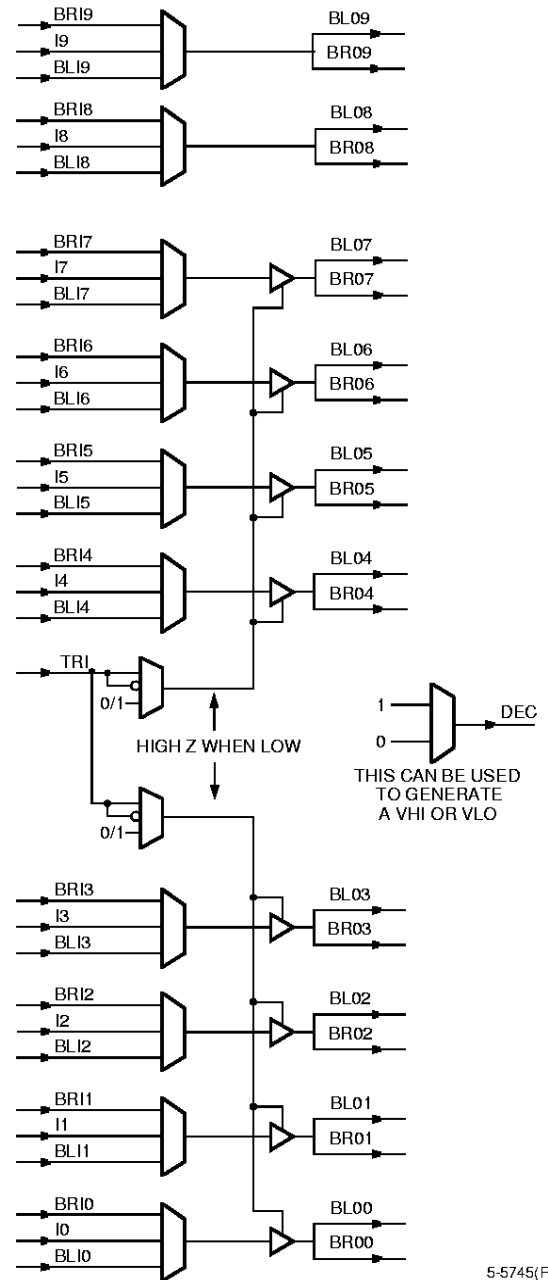 BRI9
I9
BLI9
BL09
BR09
BRI8
I8
BLI8
BL08
BR08
BRI7
I7
BLI7
BL07
BR07
BRI6
I6
BLI6
BL06
BR06
BRI5
I5
BLI5
BL05
BR05
BRI4
I4
BLI4
BL04
BR04
TRI
0/1
HIGH Z WHEN LOW
0/1
1
0
DEC
THIS CAN BE USED
TO GENERATE
A VHI OR VLO
BRI3
I3
BLI3
BL03
BR03
BRI2
I2
BLI2
BL02
BR02
BRI1
I1
BLI1
BL01
BR01
BRI0
I0
BLI0
BL00
BR00
5-5745(F